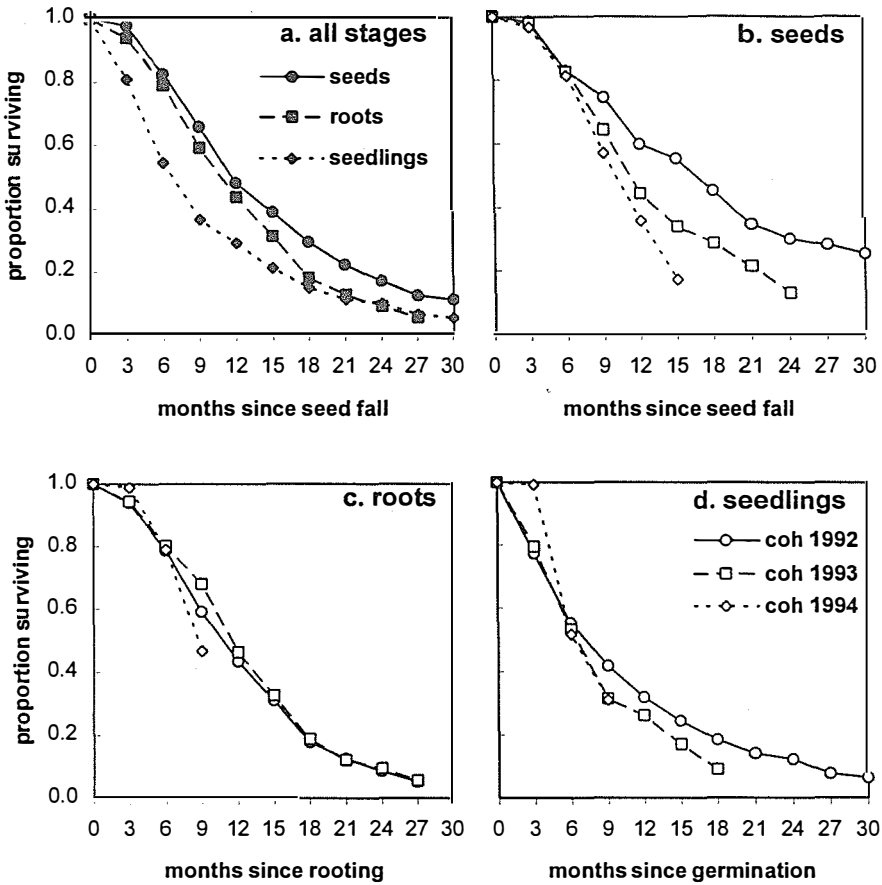 a. all stages
seeds
roots
seedlings
proportion surviving
1.0
0.8
0.6
0.4
0.2
0.0
0 3 6 9 12 15 18 21 24 27 30
months since seed fall
b. seeds
0 3 6 9 12 15 18 21 24 27 30
months since seed fall
c. roots
proportion surviving
1.0
0.8
0.6
0.4
0.2
0.0
0 3 6 9 12 15 18 21 24 27 30
months since rooting
d. seedlings
coh 1992
coh 1993
coh 1994
0 3 6 9 12 15 18 21 24 27 30
months since germination